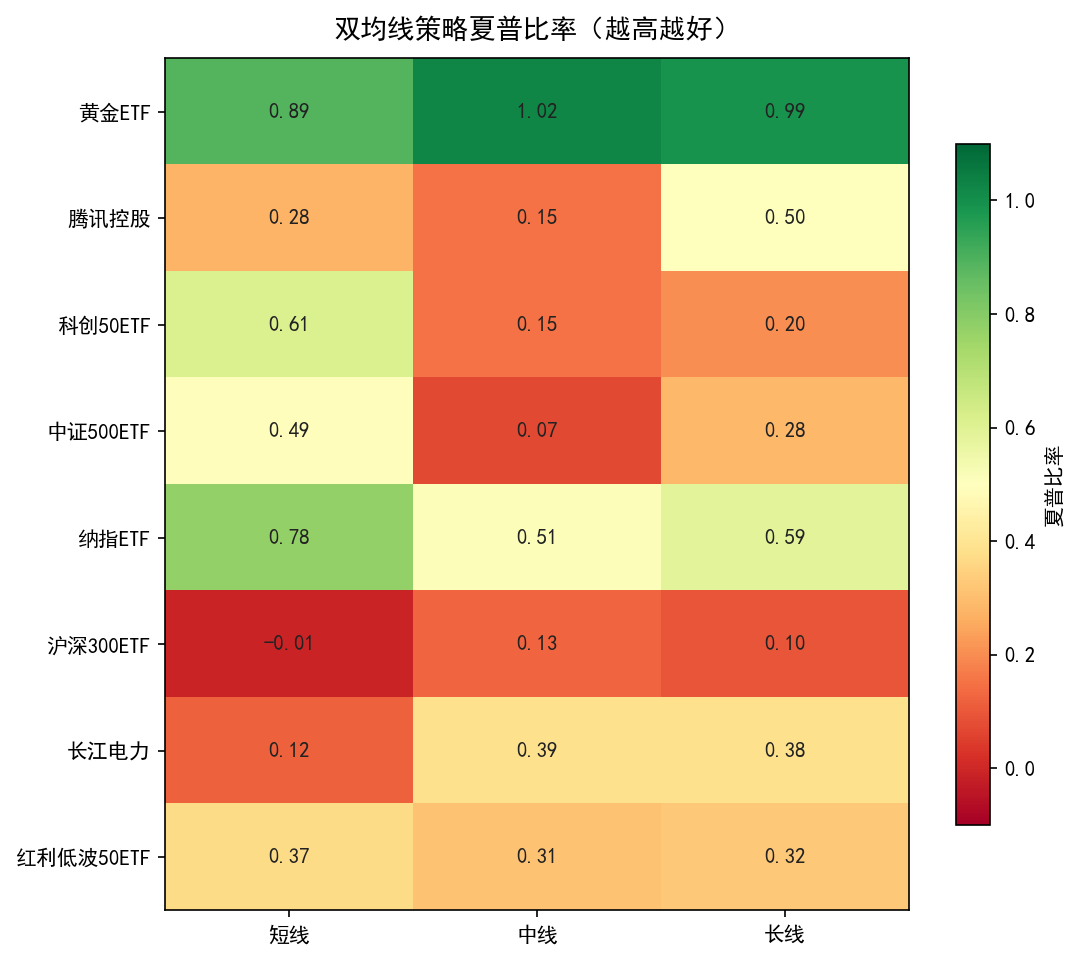 双均线策略夏普比率（越高越好）
黄金ETF 0.89 1.02 0.99
腾讯控股 0.28 0.15 0.50
科创50ETF 0.61 0.15 0.20
中证500ETF 0.49 0.07 0.28
纳指ETF 0.78 0.51 0.59
沪深300ETF −0.01 0.13 0.10
长江电力 0.12 0.39 0.38
红利低波50ETF 0.37 0.31 0.32
短线 中线 长线
1.0
0.8
0.6
0.4
0.2
0.0
夏普比率